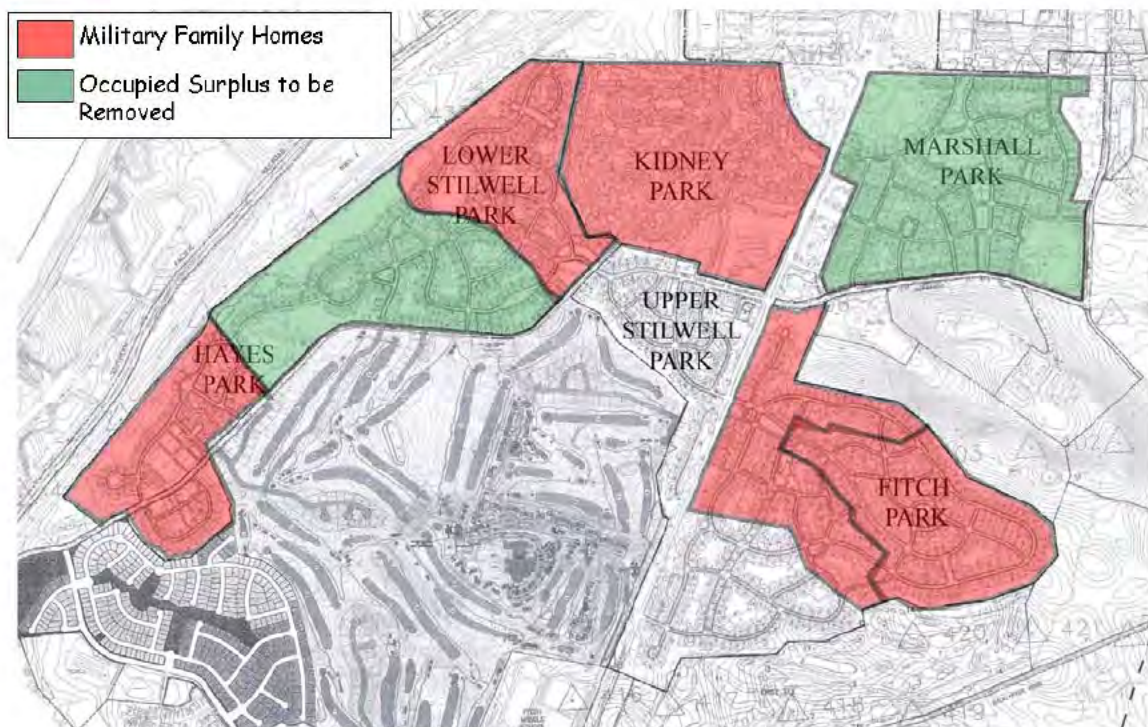 Military Family Homes
Occupied Surplus to be
Removed
LOWER
STILWELL
PARK
KIDNEY
PARK
MARSHALL
PARK
UPPER
STILWELL
PARK
HAYES
PARK
FITCH
PARK